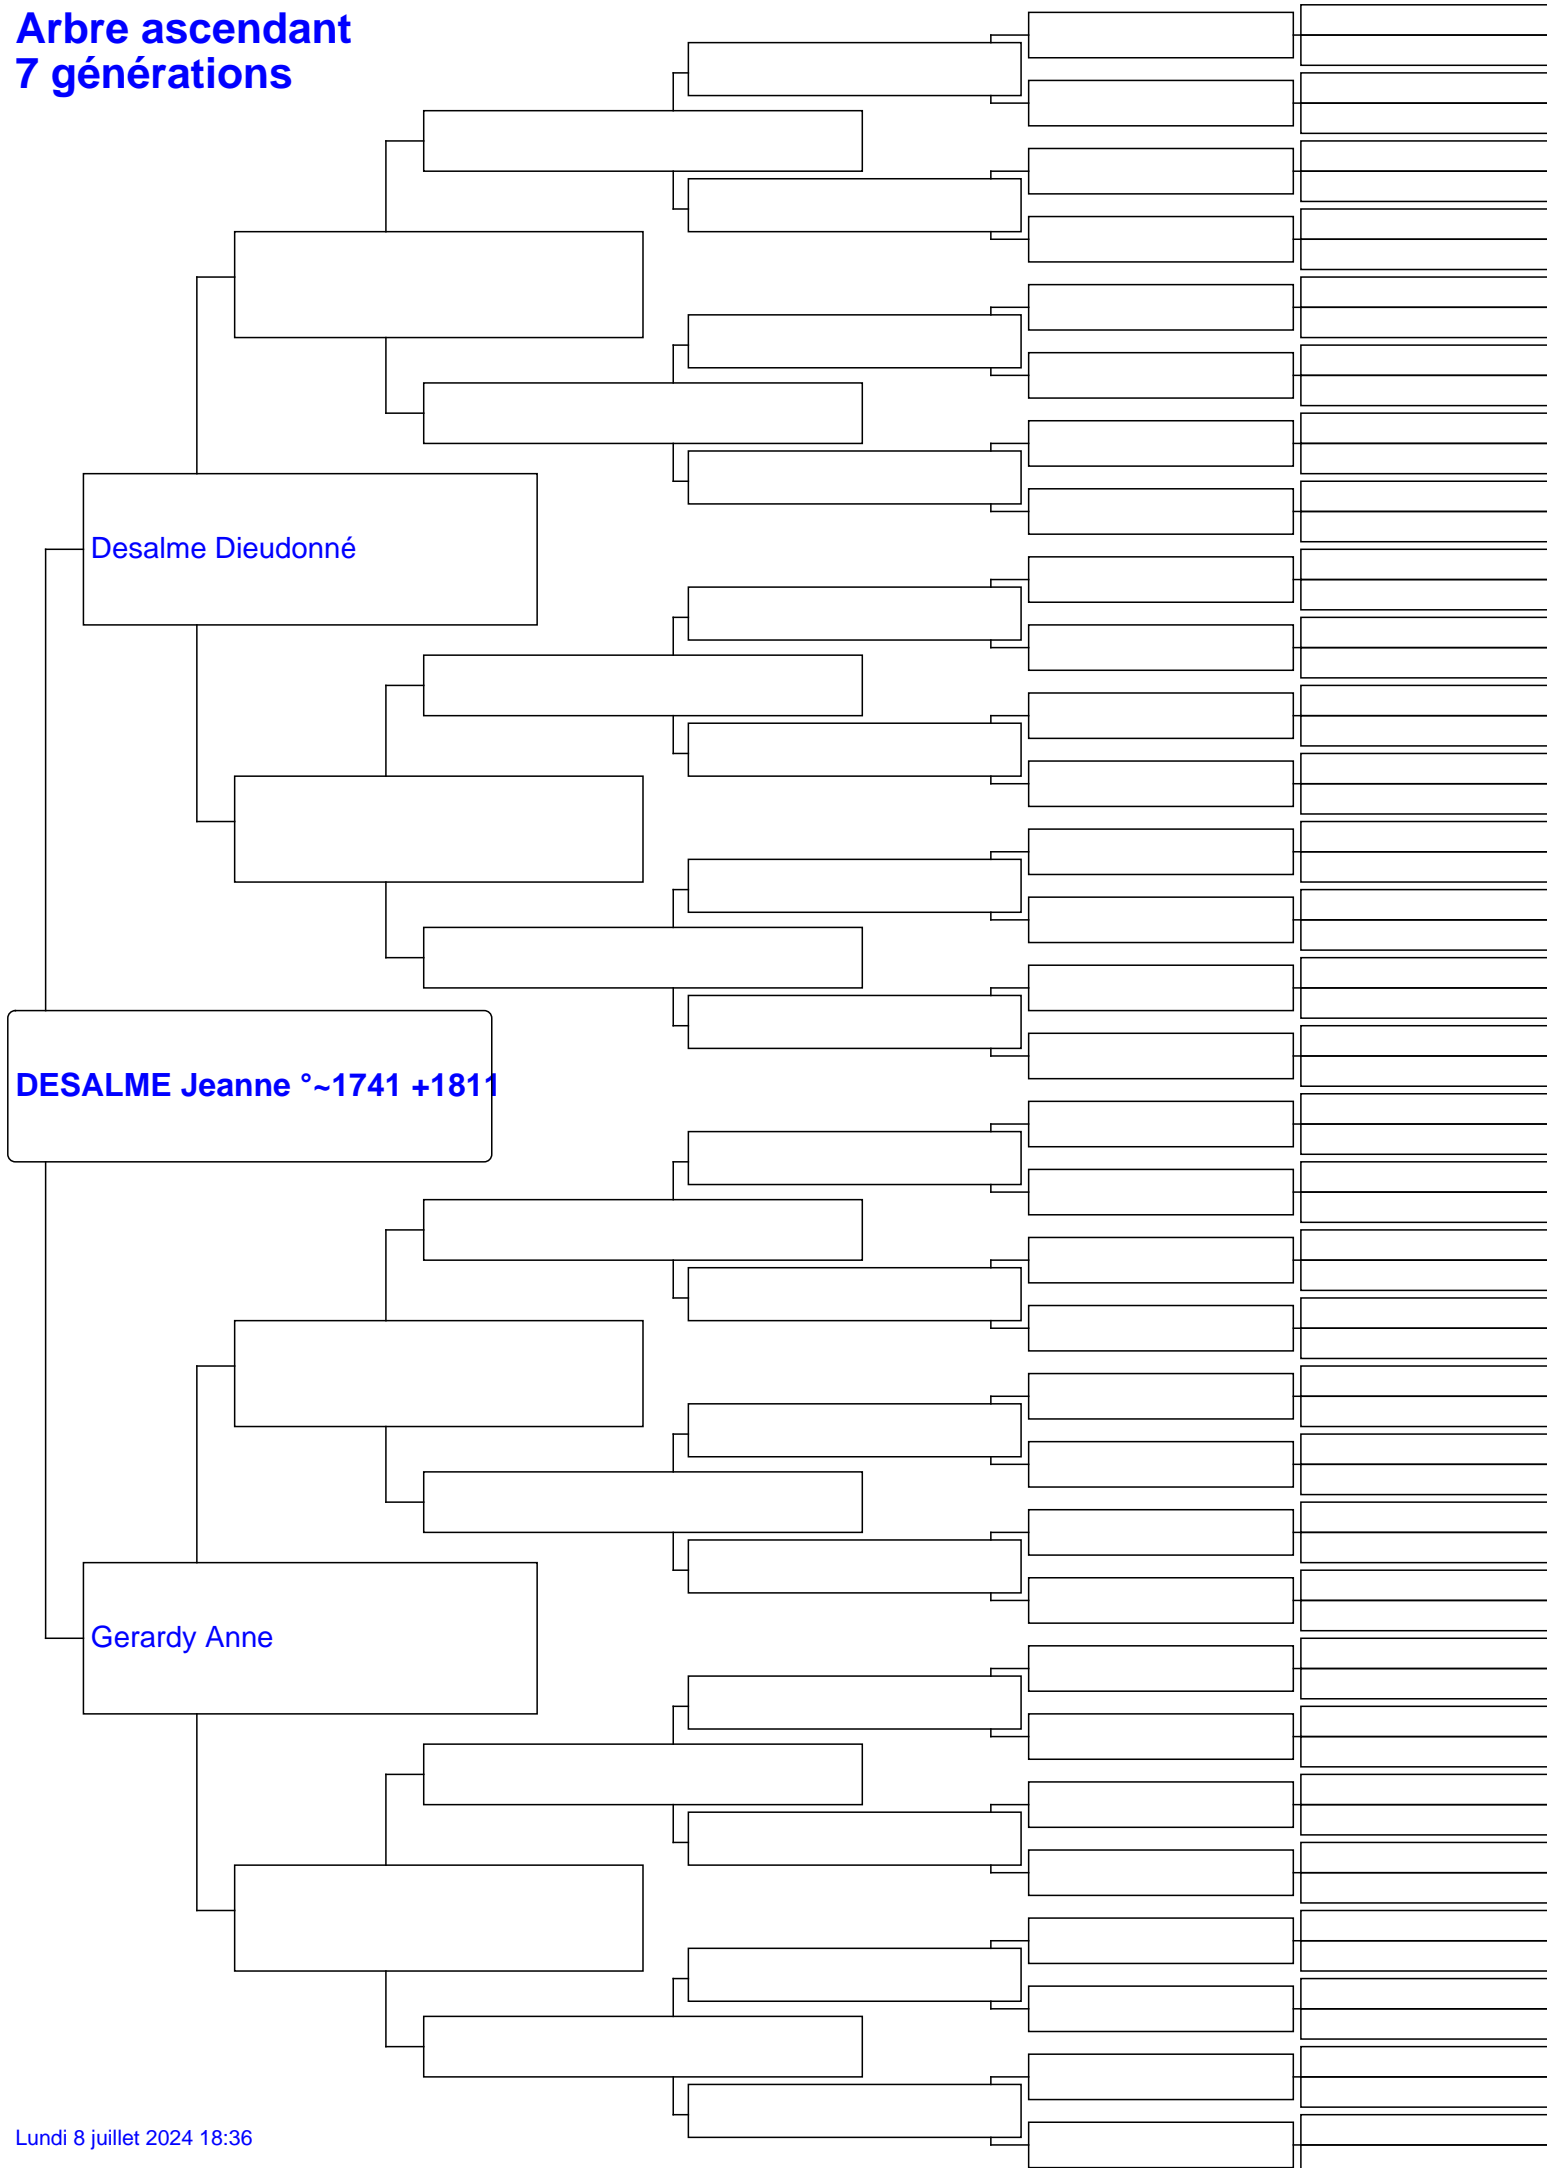 Arbre ascendant
7 générations
Desalme Dieudonné
DESALME Jeanne °~1741 +1811
Gerardy Anne
Lundi 8 juillet 2024 18:36